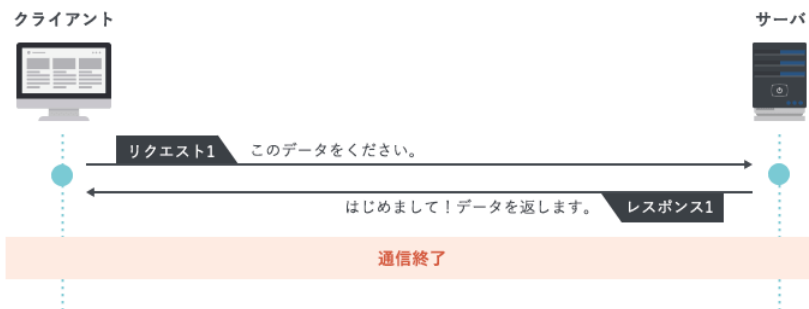 クライアント
サーバ
リクエスト1
このデータをください。
はじめまして！データを返します。
レスポンス1
通信終了